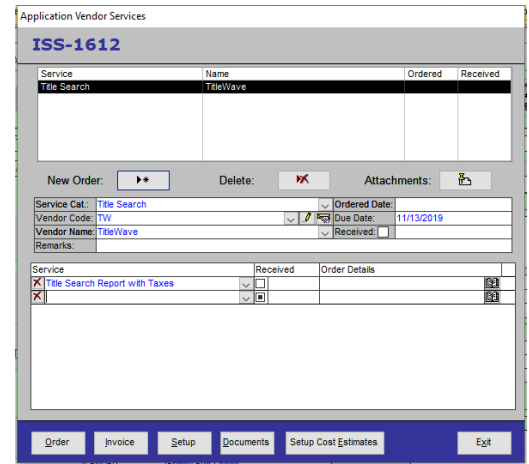 Application Vendor Services
ISS-1612
Service Name Ordered Received
Title Search TitleWave
New Order: Delete: Attachments:
Service Cat.: Title Search Ordered Date:
Vendor Code: TW Due Date: 11/13/2019
Vendor Name: TitleWave Received:
Remarks:
Service Received Order Details
Title Search Report with Taxes
Order Invoice Setup Documents Setup Cost Estimates Exit